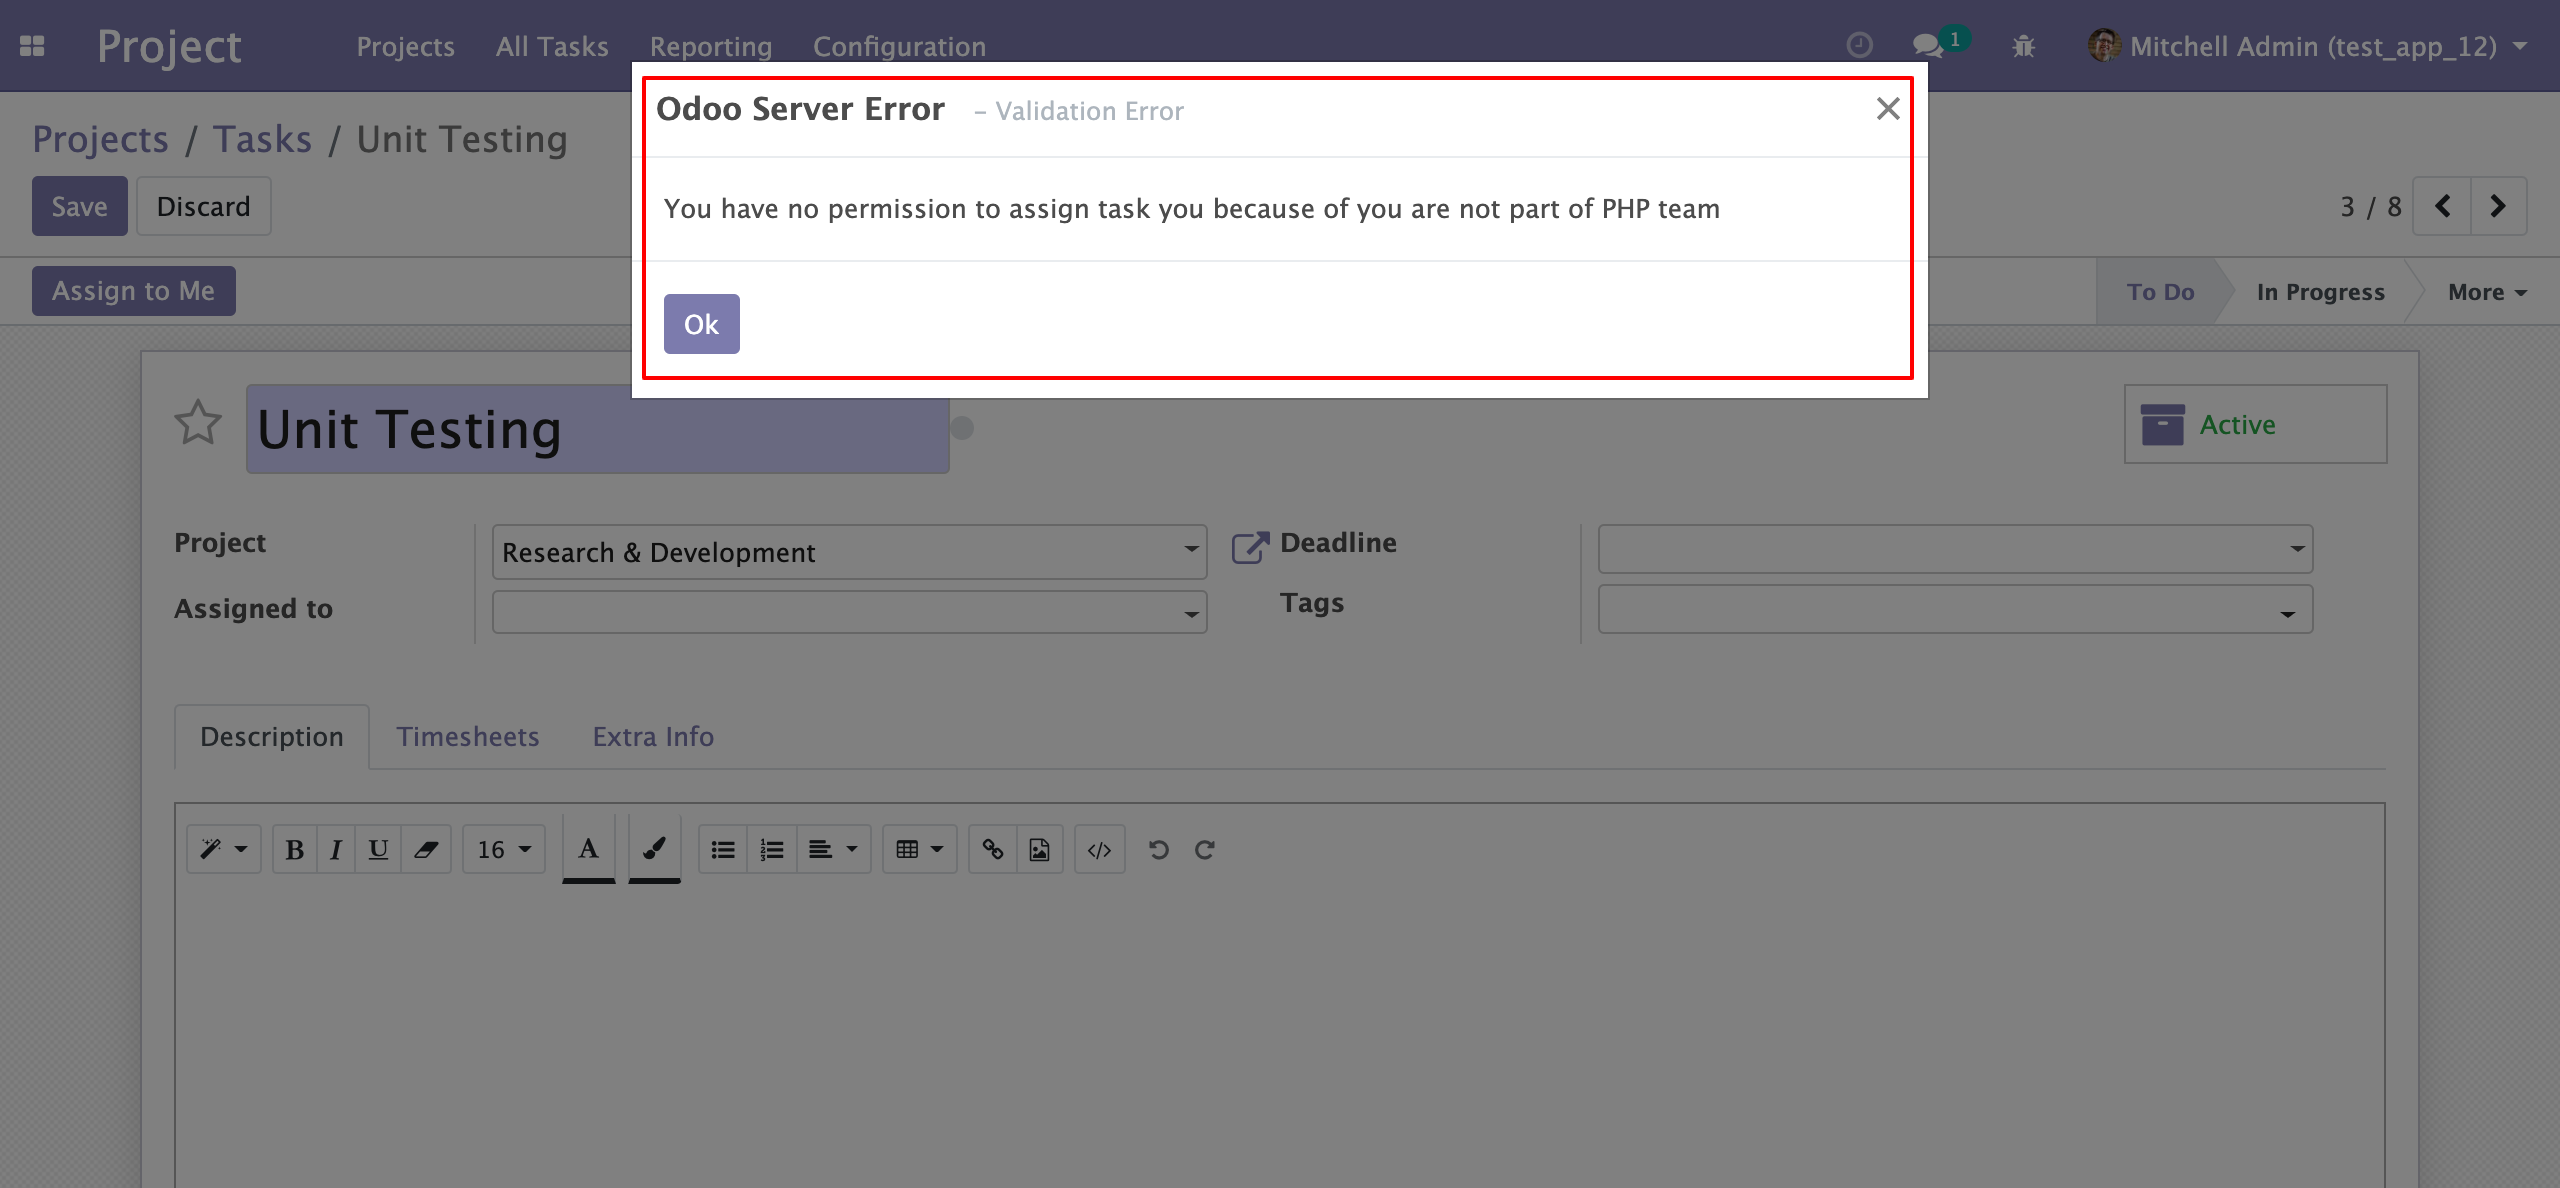 Project Projects All Tasks Reporting Configuration 1 Mitchell Admin (test_app_12)
Odoo Server Error – Validation Error
You have no permission to assign task you because of you are not part of PHP team
Ok
Projects / Tasks / Unit Testing
Save Discard 3 / 8
Assign to Me To Do In Progress More
Unit Testing Active
Project Research & Development Deadline
Assigned to Tags
Description Timesheets Extra Info
B I U 16 A